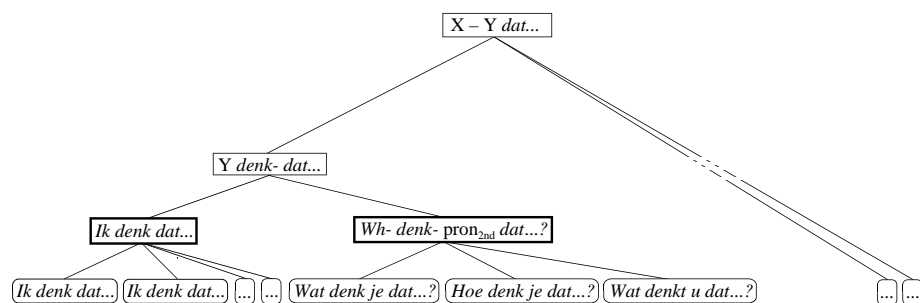 X – Y dat...
Y denk- dat...
Ik denk dat...
Wh- denk- pron2nd dat...?
Ik denk dat...
Ik denk dat...
...
...
Wat denk je dat...?
Hoe denk je dat...?
Wat denkt u dat...?
...
...